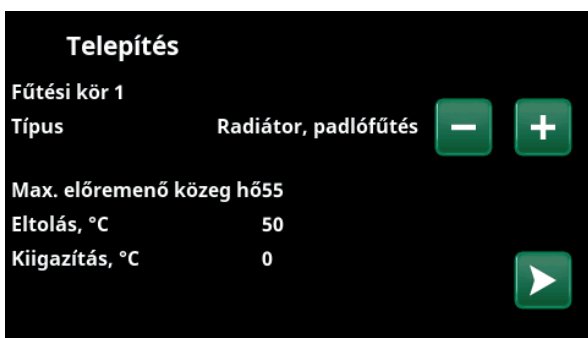 Telepítés
Fűtési kör 1
Típus Radiátor, padlófűtés
Max. előremenő közeg hő55
Eltolás, °C 50
Kiigazítás, °C 0